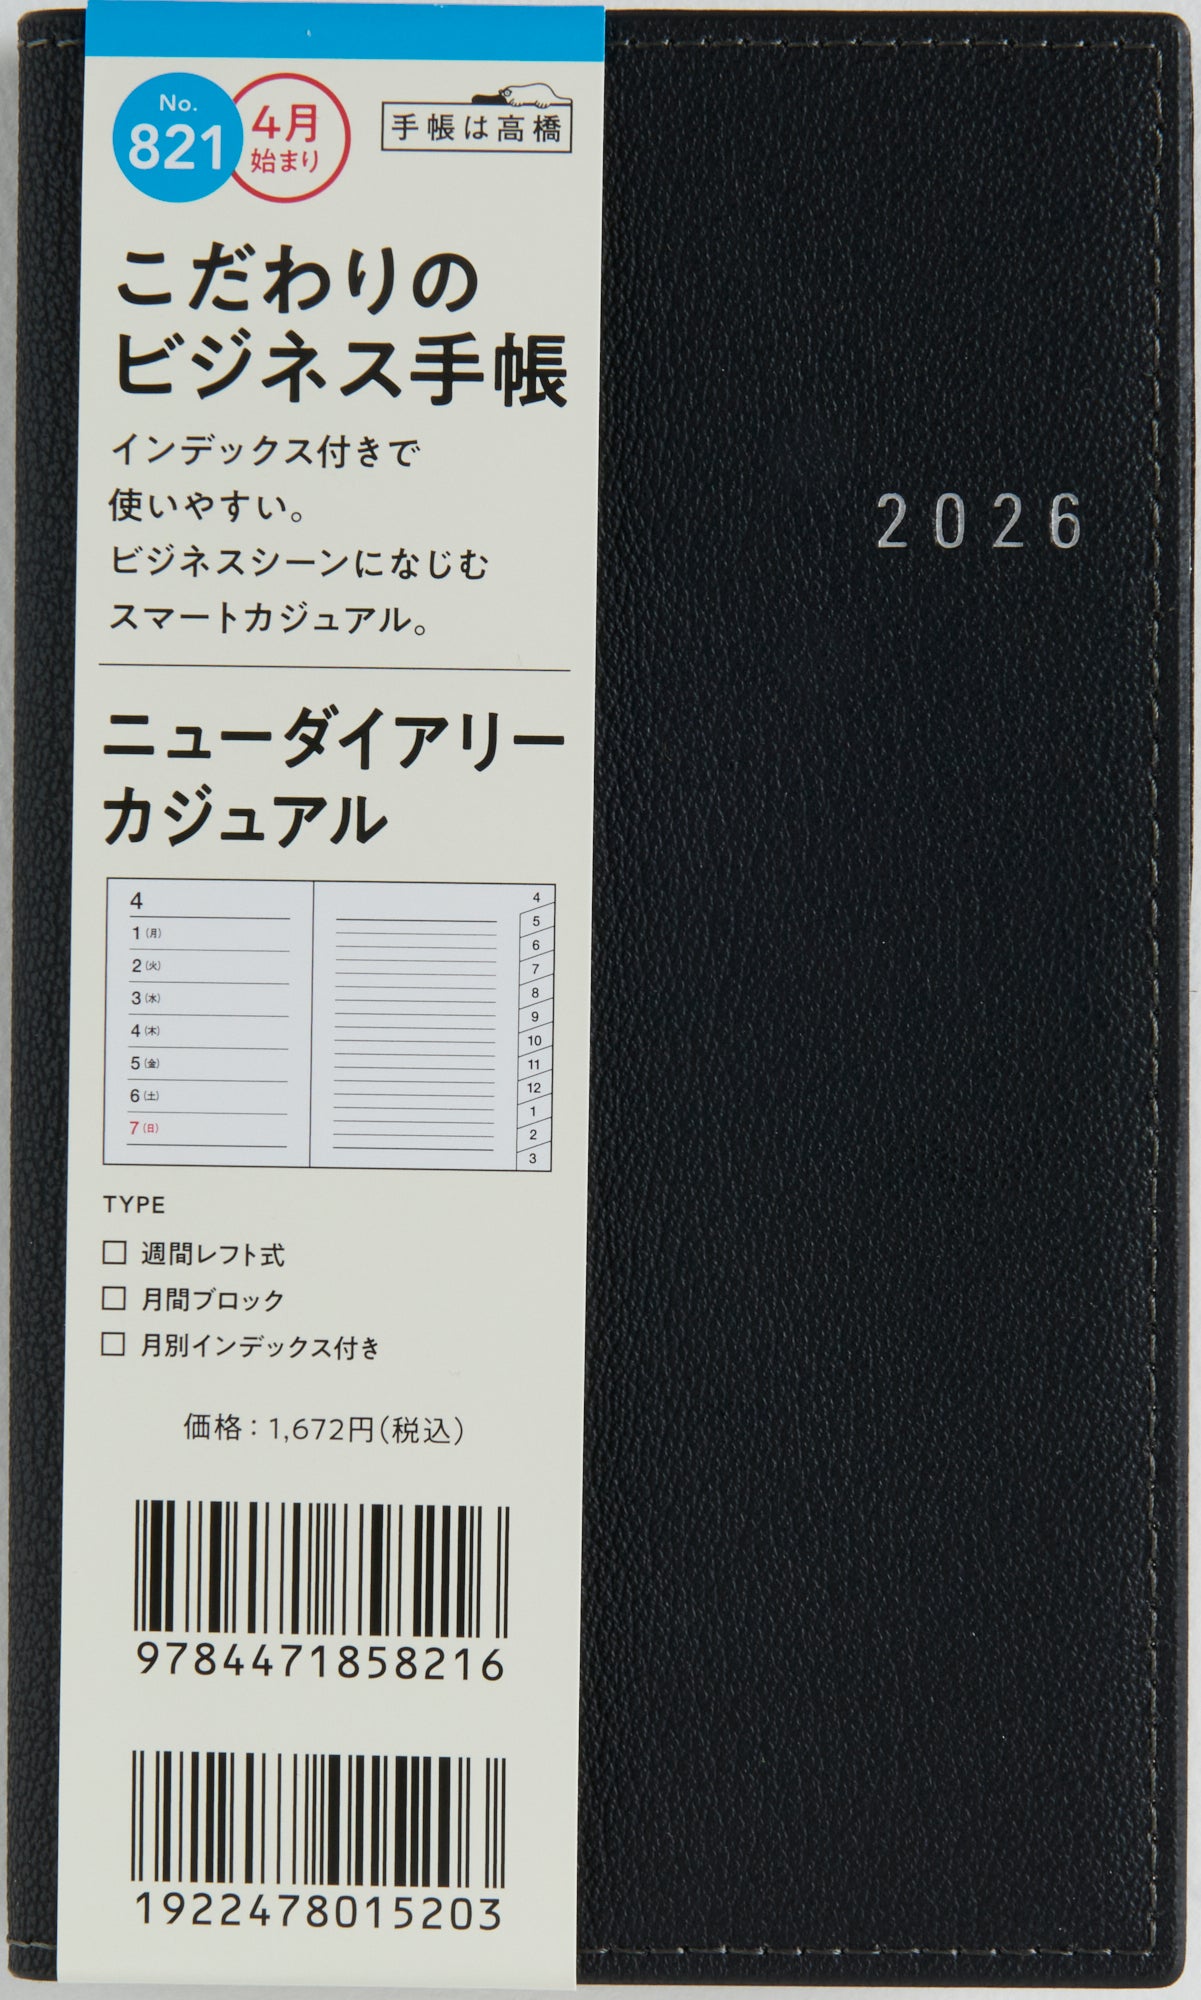 No.
821
4月
始まり
手帳は高橋
こだわりの
ビジネス手帳
インデックス付きで
使いやすい。
ビジネスシーンになじむ
スマートカジュアル。
ニューダイアリー
カジュアル
4
1(月)
2(火)
3(水)
4(木)
5(金)
6(土)
7(日)
4
5
6
7
8
9
10
11
12
1
2
3
TYPE
□ 週間レフト式
□ 月間ブロック
□ 月別インデックス付き
価格：1,672円(税込)
9784471858216
1922478015203
2026